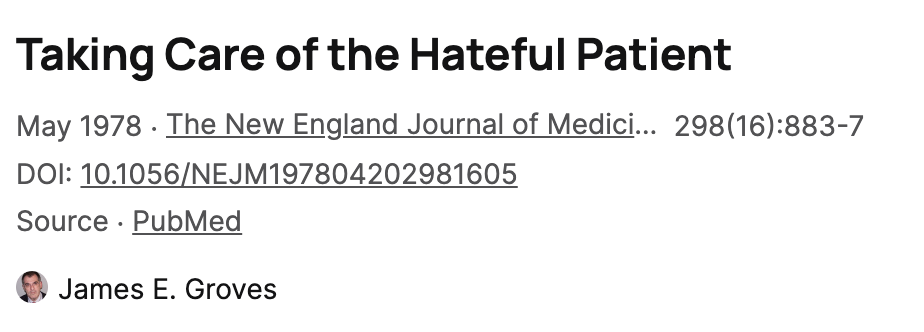 Taking Care of the Hateful Patient
May 1978 · The New England Journal of Medici... 298(16):883-7
DOI: 10.1056/NEJM197804202981605
Source · PubMed
James E. Groves